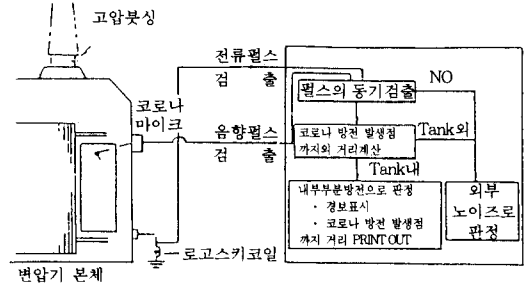 고압붓싱
코로나
마이크
변압기 본체
로고스키코일
전류펄스
검 출
음향펄스
검 출
펄스의 동기검출
NO
코로나 방전 발생점
까지의 거리계산
Tank외
Tank내
내부부분방전으로 판정
· 경보표시
· 코로나 방전 발생점
까지 거리 PRINT OUT
외부
노이즈로
판정